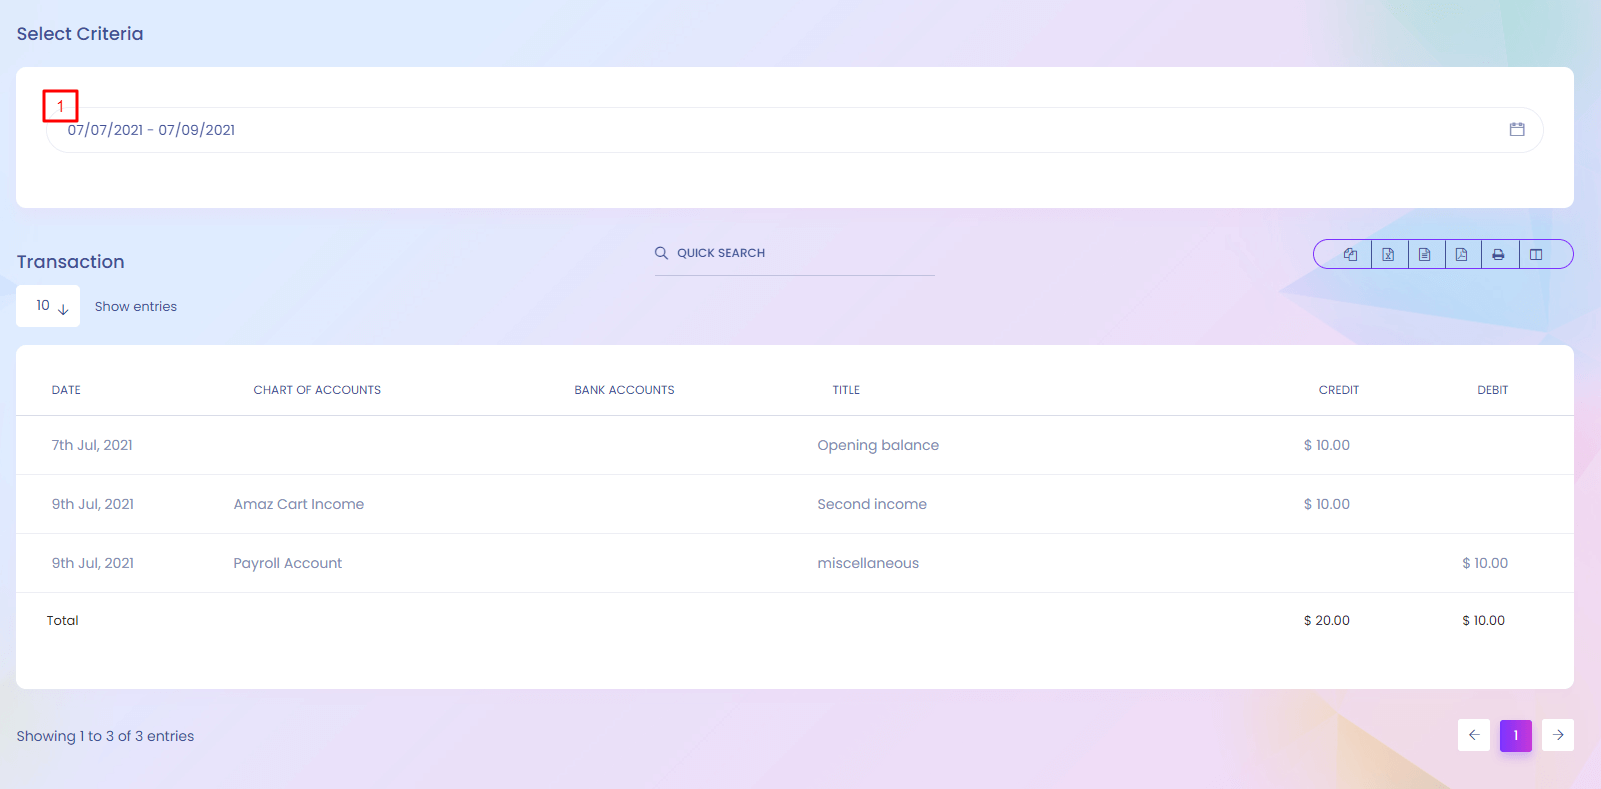 Select Criteria
1
07/07/2021 - 07/09/2021
Transaction
QUICK SEARCH
10
Show entries
DATE CHART OF ACCOUNTS BANK ACCOUNTS TITLE CREDIT DEBIT
7th Jul, 2021 Opening balance $ 10.00
9th Jul, 2021 Amaz Cart Income Second income $ 10.00
9th Jul, 2021 Payroll Account miscellaneous $ 10.00
Total $ 20.00 $ 10.00
Showing 1 to 3 of 3 entries
1